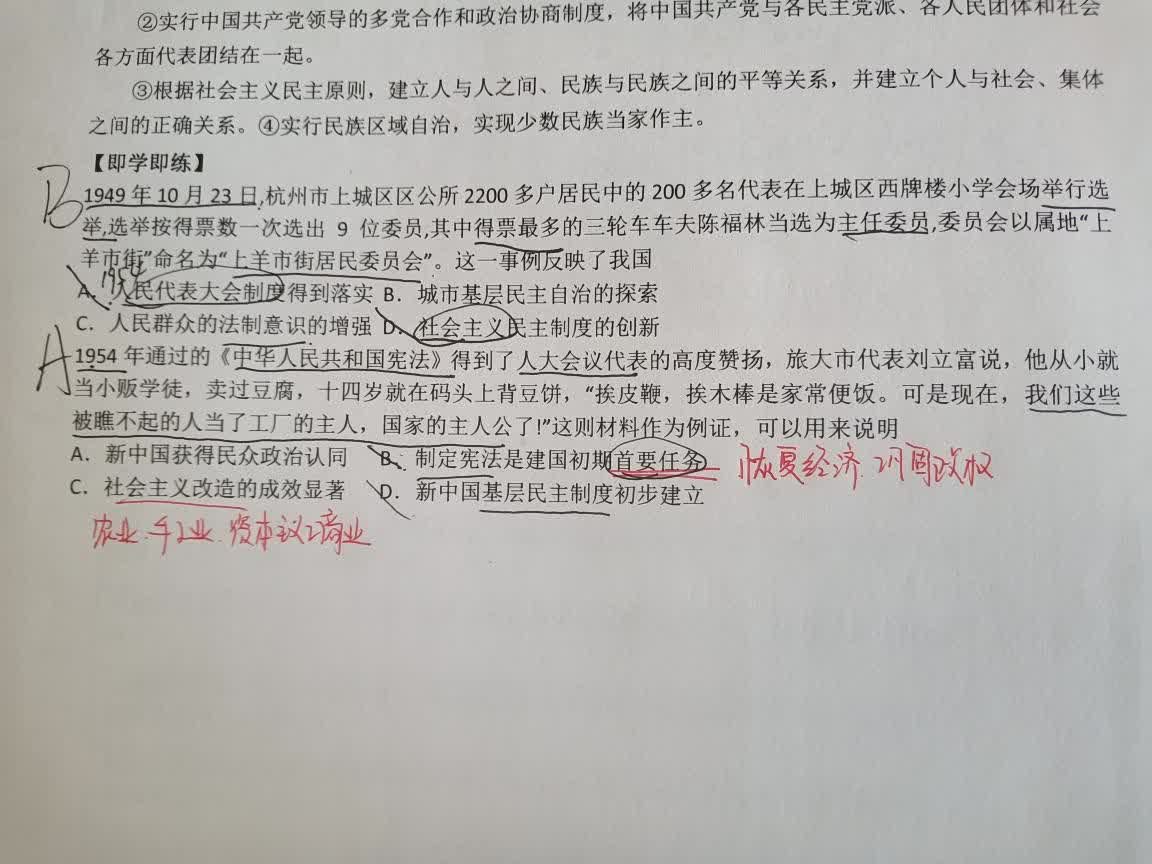 ②实行中国共产党领导的多党合作和政治协商制度，将中国共产党与各民主党派、各人民团体和社会
各方面代表团结在一起。
③根据社会主义民主原则，建立人与人之间、民族与民族之间的平等关系，并建立个人与社会、集体
之间的正确关系。④实行民族区域自治，实现少数民族当家作主。
【即学即练】
B
1949 年 10 月 23 日,杭州市上城区区公所 2200 多户居民中的 200 多名代表在上城区西牌楼小学会场举行选
举,选举按得票数一次选出 9 位委员,其中得票最多的三轮车车夫陈福林当选为主任委员,委员会以属地“上
羊市街”命名为“上羊市街居民委员会”。这一事例反映了我国
1954
A. 人民代表大会制度得到落实 B. 城市基层民主自治的探索
C. 人民群众的法制意识的增强 D. 社会主义民主制度的创新
A
1954 年通过的《中华人民共和国宪法》得到了人大会议代表的高度赞扬，旅大市代表刘立富说，他从小就
当小贩学徒，卖过豆腐，十四岁就在码头上背豆饼，“挨皮鞭，挨木棒是家常便饭。可是现在，我们这些
被瞧不起的人当了工厂的主人，国家的主人公了!”这则材料作为例证，可以用来说明
A. 新中国获得民众政治认同 B. 制定宪法是建国初期首要任务 恢复经济.巩固政权
C. 社会主义改造的成效显著 D. 新中国基层民主制度初步建立
农业.手工业.资本主义工商业